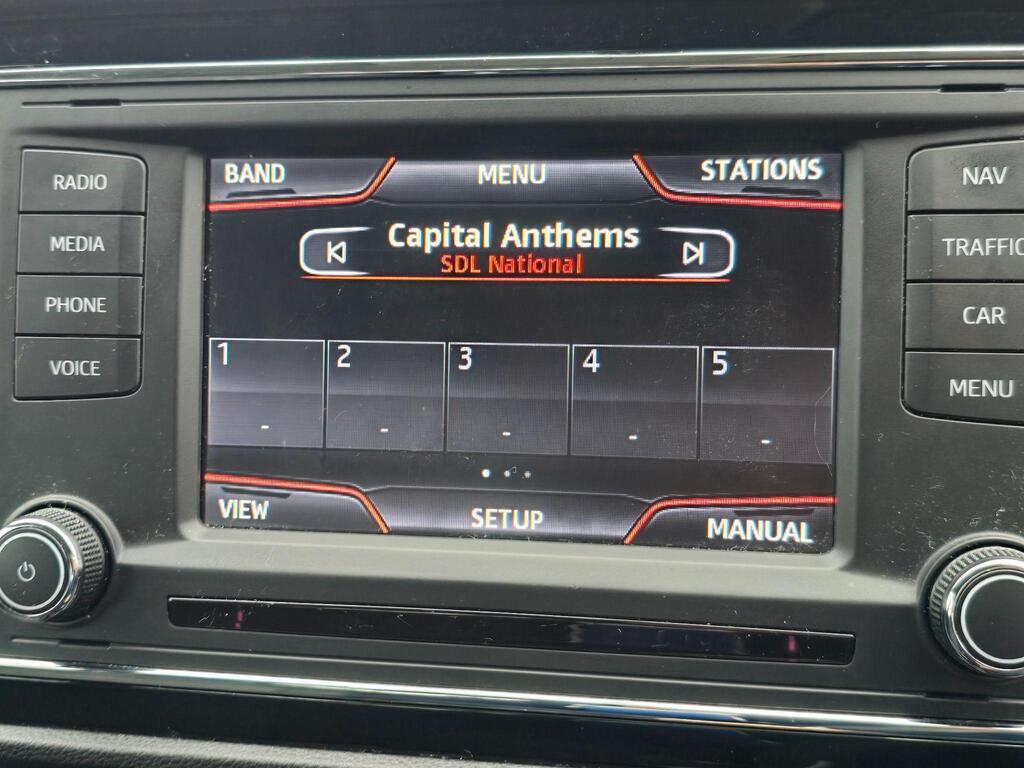 RADIO
MEDIA
PHONE
VOICE
BAND
MENU
STATIONS
Capital Anthems
SDL National
1
2
3
4
5
-
-
-
-
-
VIEW
SETUP
MANUAL
NAV
TRAFFIC
CAR
MENU